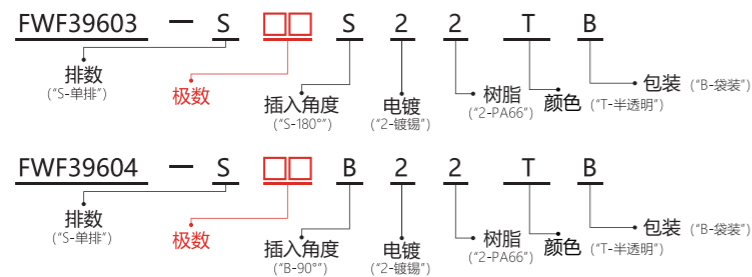 FWF39603 — S □□ S 2 2 T B
排数
("S-单排")
极数
插入角度
("S-180°")
电镀
("2-镀锡")
树脂
("2-PA66")
颜色 ("T-半透明")
包装 ("B-袋装")
FWF39604 — S □□ B 2 2 T B
排数
("S-单排")
极数
插入角度
("B-90°")
电镀
("2-镀锡")
树脂
("2-PA66")
颜色 ("T-半透明")
包装 ("B-袋装")